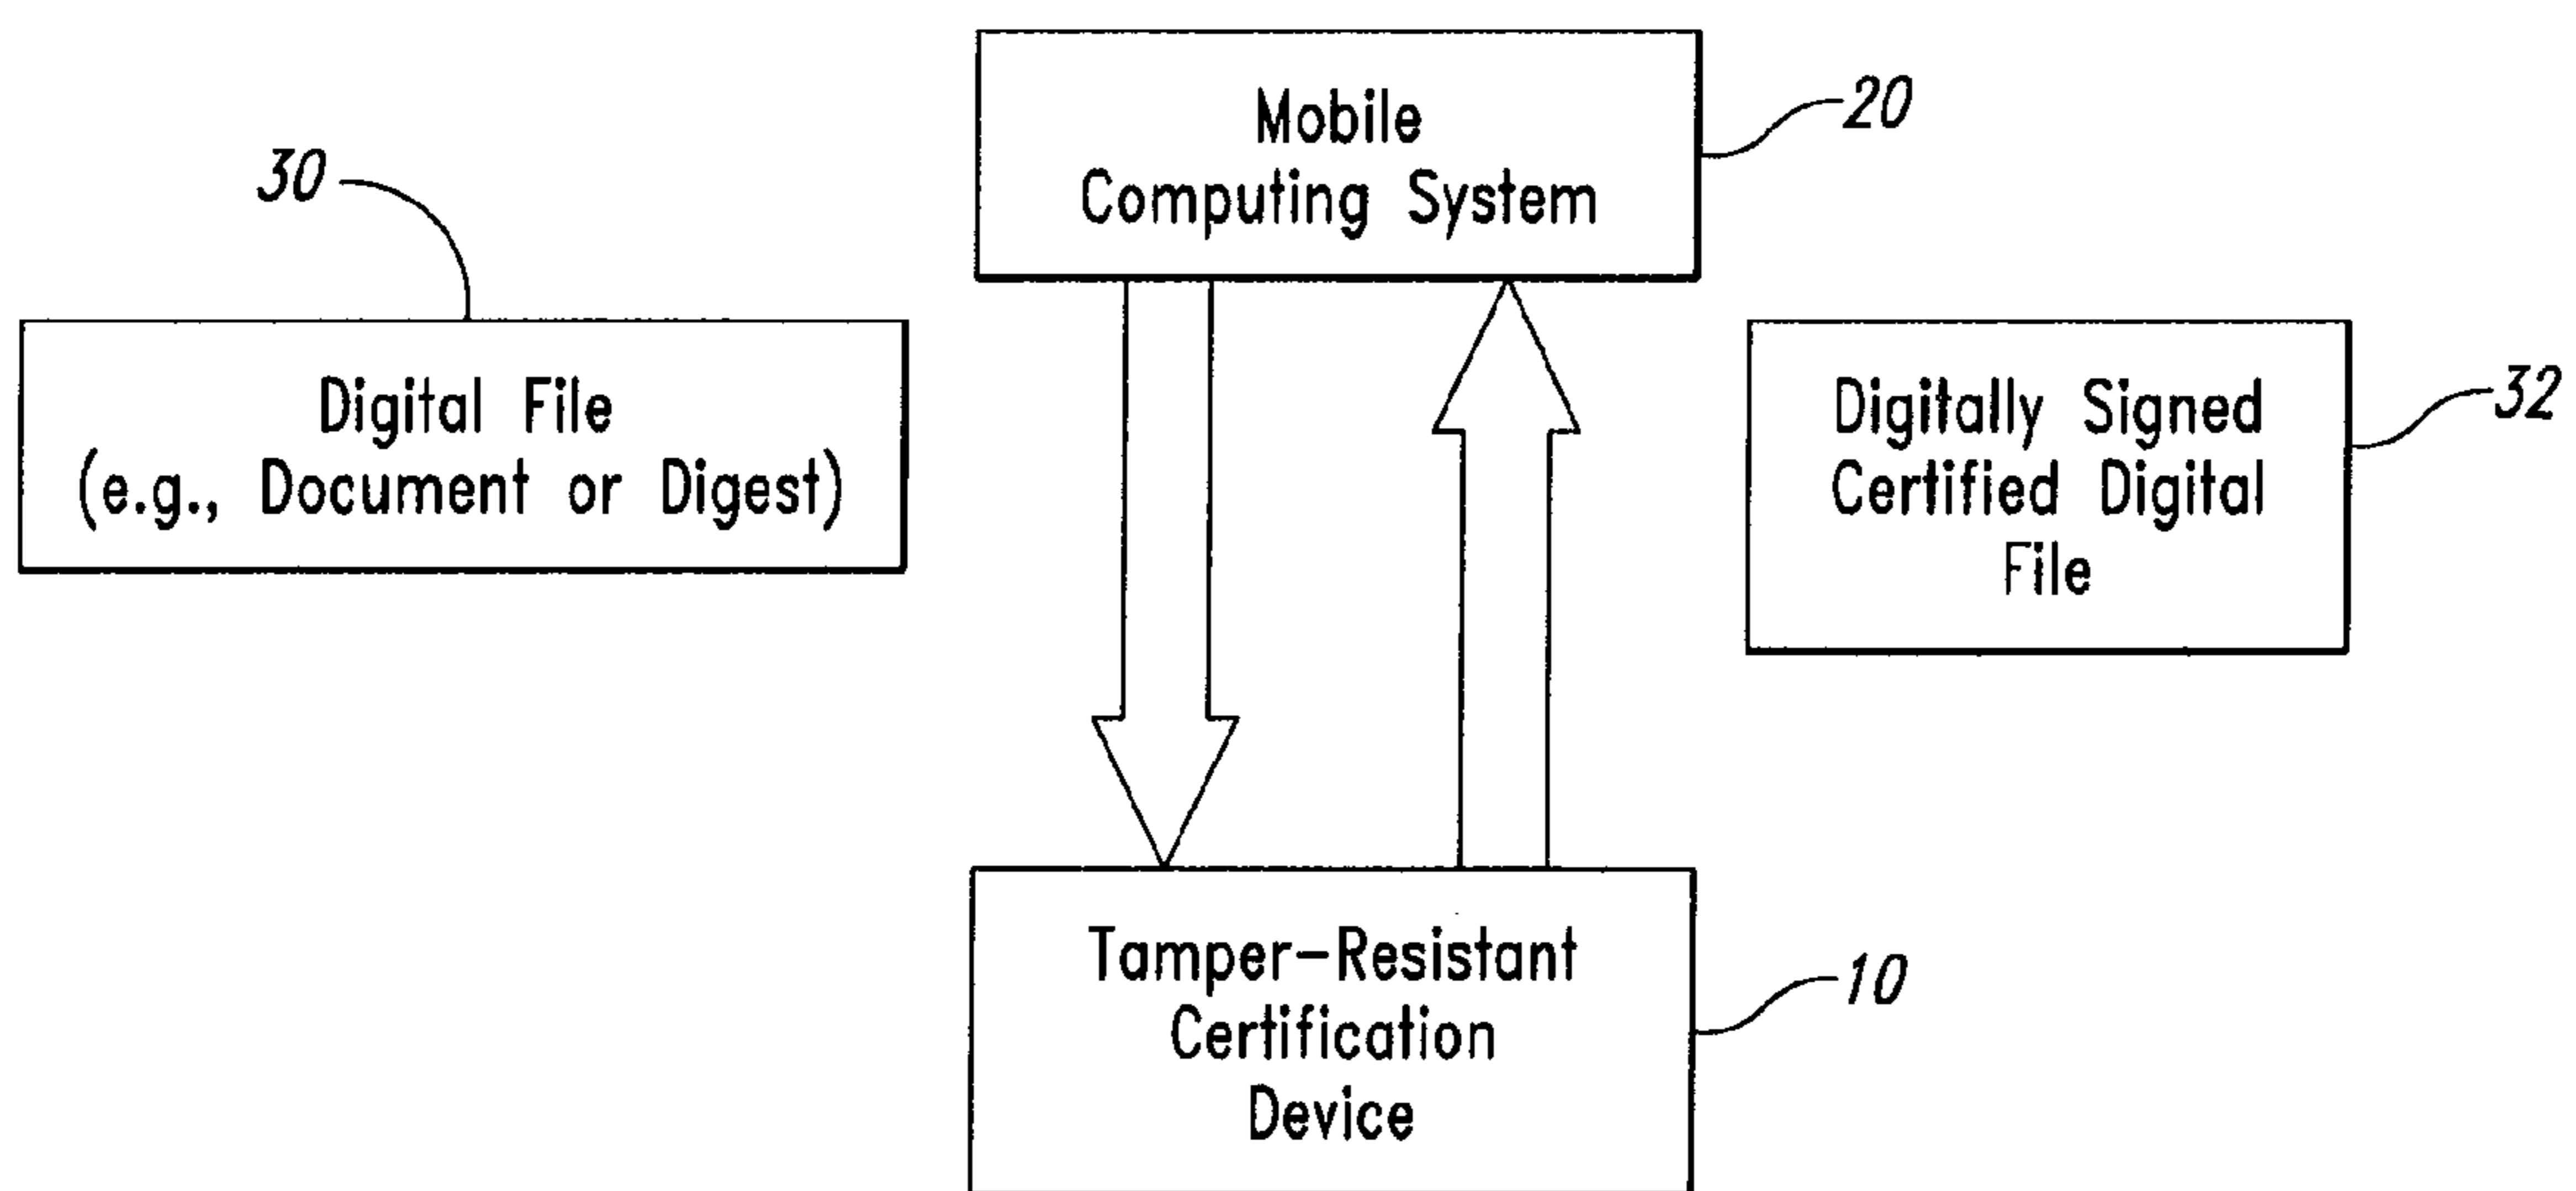 Mobile
Computing System
20
30
Digital File
(e.g., Document or Digest)
Digitally Signed
Certified Digital
File
32
Tamper-Resistant
Certification
Device
10